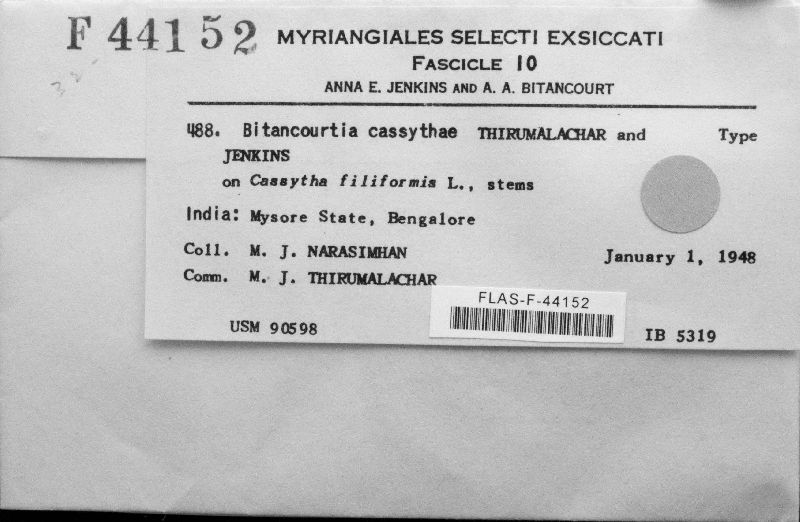 F 44152
MYRIANGIALES SELECTI EXSICCATI
FASCICLE 10
ANNA E. JENKINS AND A. A. BITANCOURT
488. Bitancourtia cassythae THIRUMALACHAR and Type
JENKINS
on Cassytha filiformis L., stems
India: Mysore State, Bengalore
Coll. M. J. NARASIMHAN January 1, 1948
Comm. M. J. THIRUMALACHAR
FLAS-F-44152
USM 90598 IB 5319